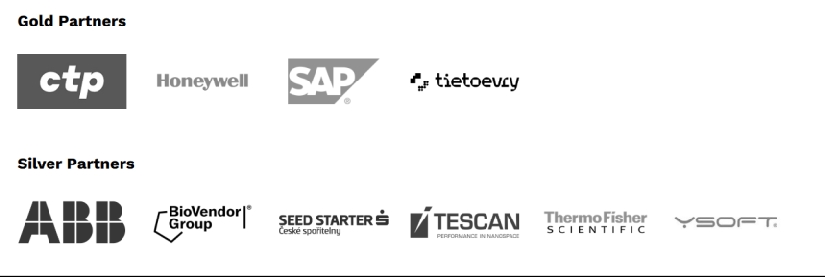 Gold Partners
ctp
Honeywell
SAP®
tietoevry
Silver Partners
ABB
BioVendor®
Group
SEED STARTER
České spořitelny
TESCAN
PERFORMANCE IN NANOSPACE
ThermoFisher
SCIENTIFIC
YSOFT®